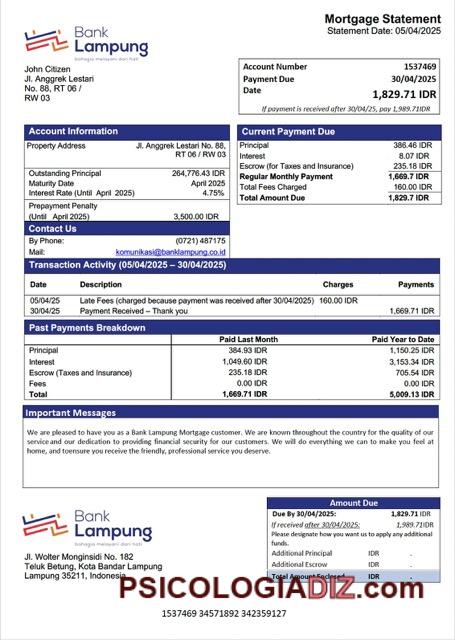 Bank
Lampung
bahagia melayani dari hati
Mortgage Statement
Statement Date: 05/04/2025
John Citizen
Jl. Anggrek Lestari
No. 88, RT 06 /
RW 03
Account Number 1537469
Payment Due 30/04/2025
Date
1,829.71 IDR
If payment is received after 30/04/25, pay 1,989.71IDR
Account Information
Property Address Jl. Anggrek Lestari No. 88,
RT 06 / RW 03
Outstanding Principal 264,776.43 IDR
Maturity Date April 2025
Interest Rate (Until April 2025) 4.75%
Prepayment Penalty
(Until April 2025) 3,500.00 IDR
Current Payment Due
Principal 386.46 IDR
Interest 8.07 IDR
Escrow (for Taxes and Insurance) 235.18 IDR
Regular Monthly Payment 1,669.7 IDR
Total Fees Charged 160.00 IDR
Total Amount Due 1,829.7 IDR
Contact Us
By Phone: (0721) 487175
Mail: komunikasi@banklampung.co.id
Transaction Activity (05/04/2025 – 30/04/2025)
Date Description Charges Payments
05/04/25 Late Fees (charged because payment was received after 30/04/2025) 160.00 IDR
30/04/25 Payment Received – Thank you 1,669.71 IDR
Past Payments Breakdown
Paid Last Month Paid Year to Date
Principal 384.93 IDR 1,150.25 IDR
Interest 1,049.60 IDR 3,153.34 IDR
Escrow (Taxes and Insurance) 235.18 IDR 705.54 IDR
Fees 0.00 IDR 0.00 IDR
Total 1,669.71 IDR 5,009.13 IDR
Important Messages
We are pleased to have you as a Bank Lampung Mortgage customer. We are known throughout the country for the quality of our
service and our dedication to providing financial security for our customers. We will do everything we can to make you feel at
home, and toensure you receive the friendly, professional service you deserve.
Bank
Lampung
bahagia melayani dari hati
Jl. Wolter Monginsidi No. 182
Teluk Betung, Kota Bandar Lampung
Lampung 35211, Indonesia
Amount Due
Due By 30/04/2025: 1,829.71 IDR
If received after 30/04/2025: 1,989.71IDR
Please designate how you want us to apply any additional
funds.
Additional Principal IDR .
Additional Escrow IDR .
Total Amount Enclosed IDR .
PSICOLOGIADIZ.com
1537469 34571892 342359127